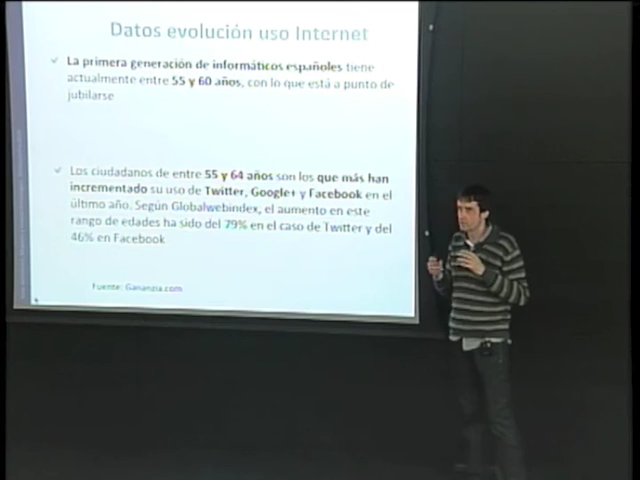 Datos evolución uso Internet
✓ La primera generación de informáticos españoles tiene
actualmente entre 55 y 60 años, con lo que está a punto de
jubilarse
✓ Los ciudadanos de entre 55 y 64 años son los que más han
incrementado su uso de Twitter, Google+ y Facebook en el
último año. Según Globalwebindex, el aumento en este
rango de edades ha sido del 79% en el caso de Twitter y del
46% en Facebook
Fuente: Gananzia.com